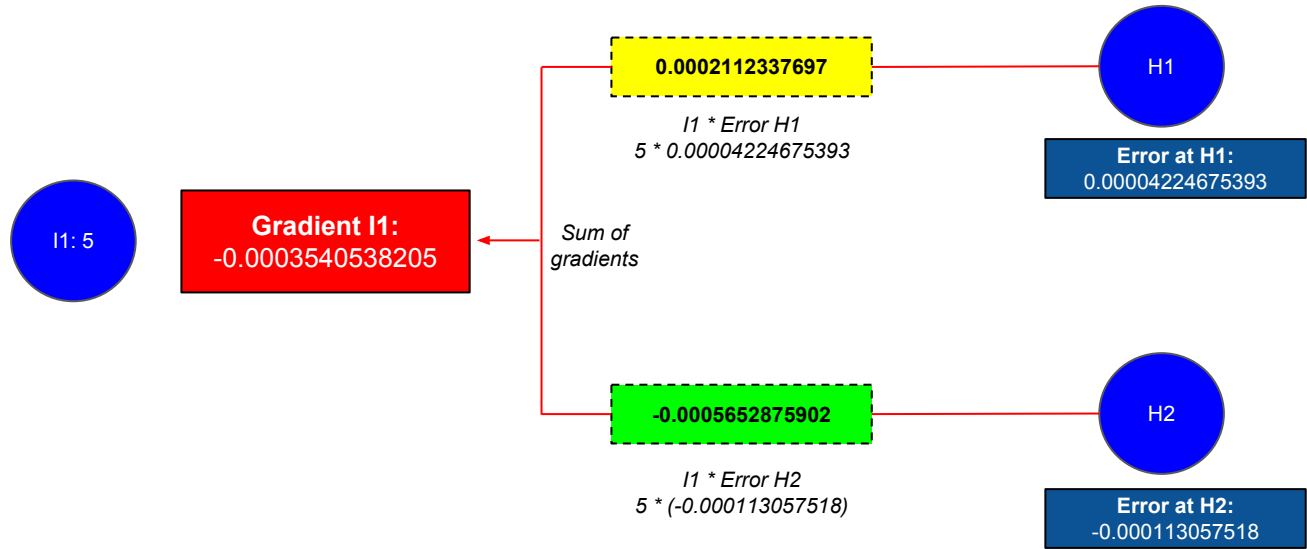 0.0002112337697
H1
I1 * Error H1
5 * 0.00004224675393
Error at H1:
0.00004224675393
I1: 5
Gradient I1:
-0.0003540538205
Sum of
gradients
-0.0005652875902
H2
I1 * Error H2
5 * (-0.000113057518)
Error at H2:
-0.000113057518